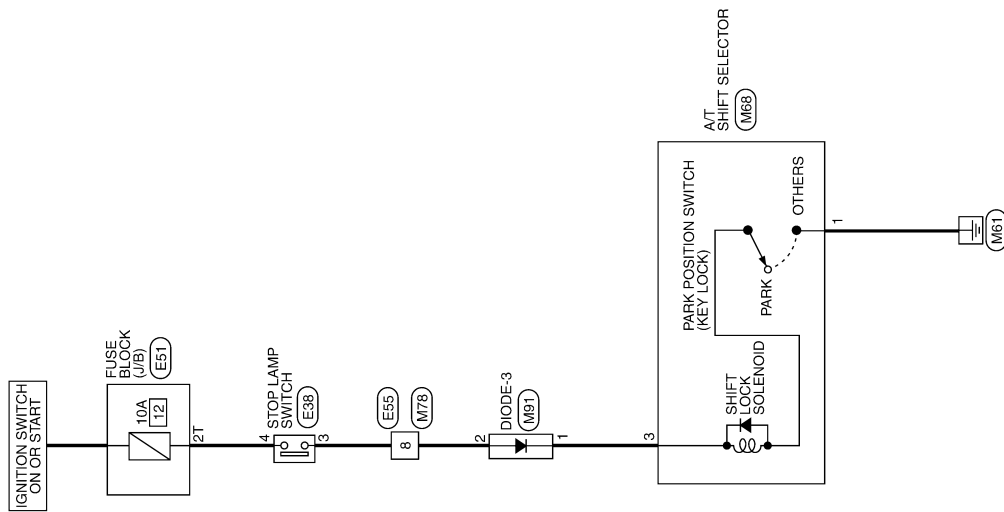 IGNITION SWITCH
ON OR START
FUSE
BLOCK
(J/B)
E51
10A
12
2T
4
STOP LAMP
SWITCH
E38
3
E55
8
M78
2
DIODE-3
M91
1
3
A/T
SHIFT SELECTOR
M68
SHIFT
LOCK
SOLENOID
PARK POSITION SWITCH
(KEY LOCK)
PARK
OTHERS
1
M61